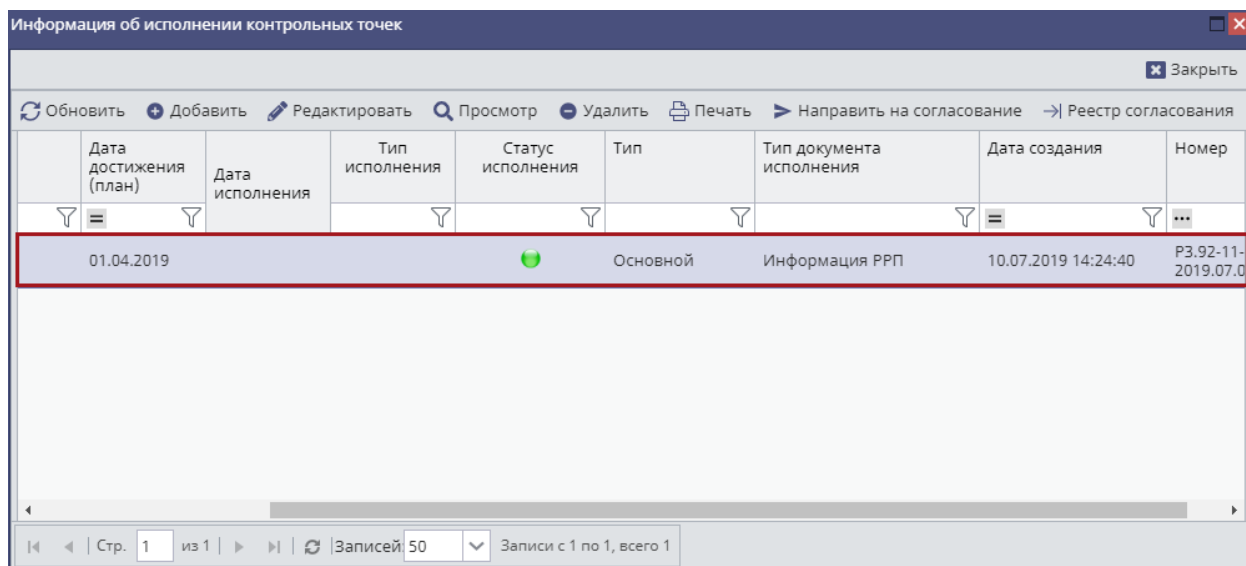 Информация об исполнении контрольных точек
Закрыть
Обновить Добавить Редактировать Просмотр Удалить Печать Направить на согласование Реестр согласования
Дата достижения (план) Дата исполнения Тип исполнения Статус исполнения Тип Тип документа исполнения Дата создания Номер
= = ...
01.04.2019 Основной Информация РРП 10.07.2019 14:24:40 Р3.92-11-
2019.07.0
Стр. 1 из 1 Записей: 50 Записи с 1 по 1, всего 1